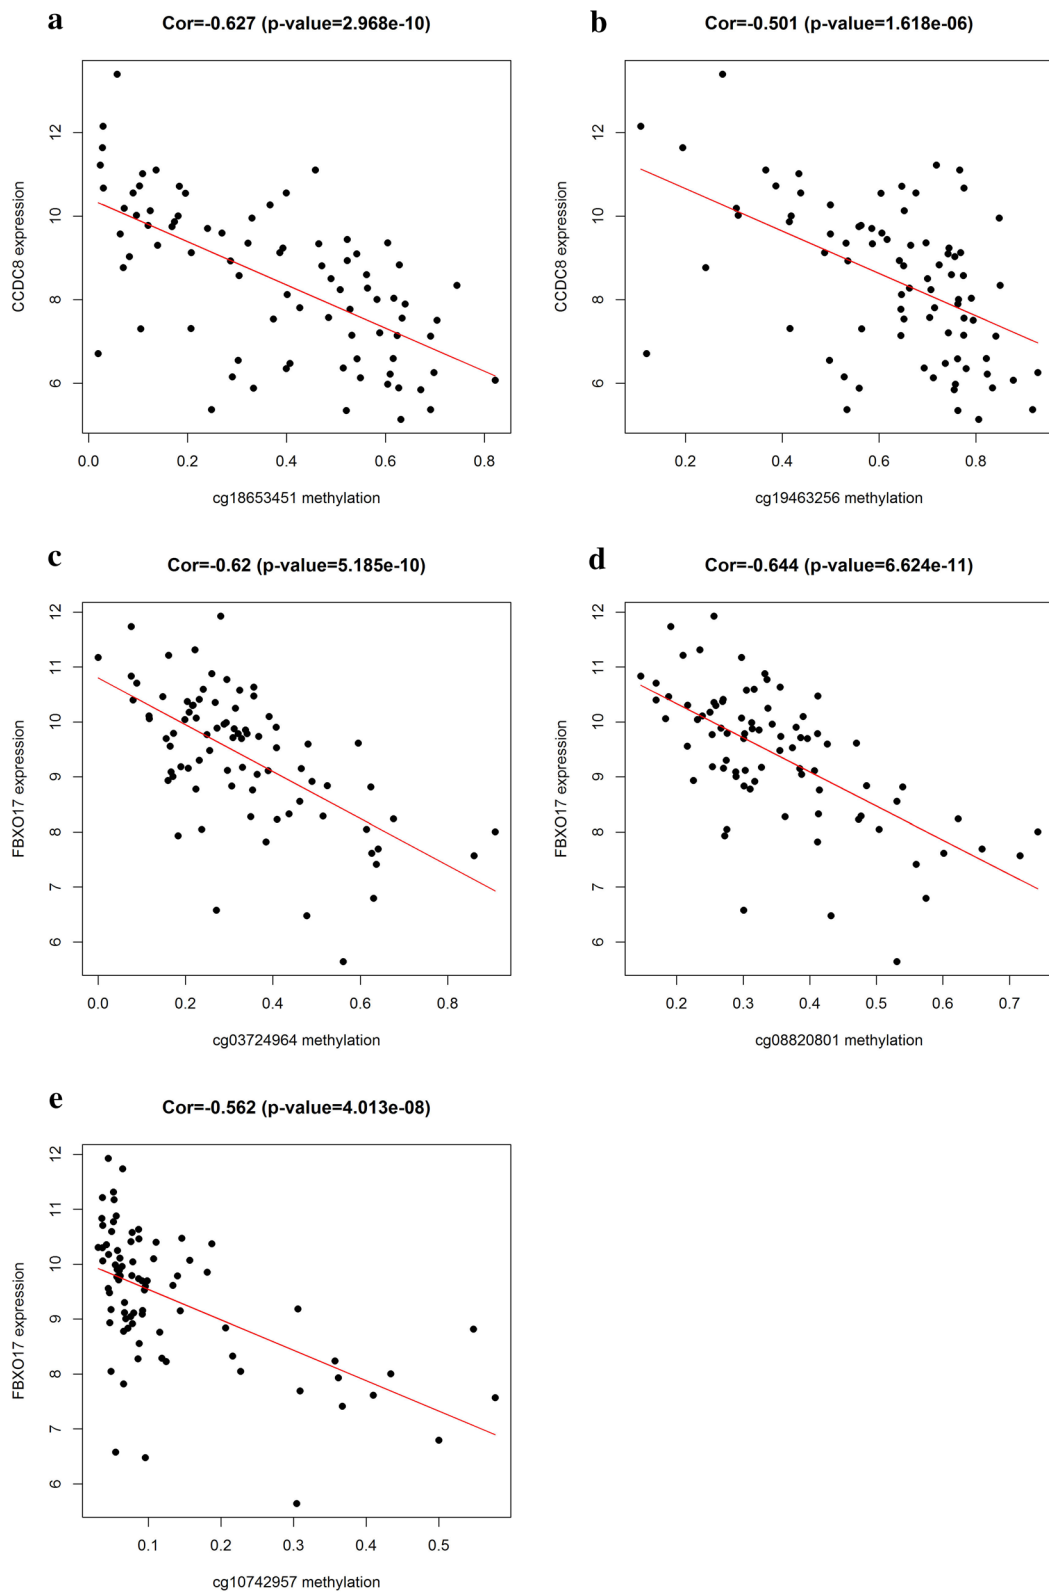 a
Cor=-0.627 (p-value=2.968e-10)
CCDC8 expression
12
10
8
6
0.0 0.2 0.4 0.6 0.8
cg18653451 methylation
b
Cor=-0.501 (p-value=1.618e-06)
CCDC8 expression
12
10
8
6
0.2 0.4 0.6 0.8
cg19463256 methylation
c
Cor=-0.62 (p-value=5.185e-10)
FBXO17 expression
12
11
10
9
8
7
6
0.0 0.2 0.4 0.6 0.8
cg03724964 methylation
d
Cor=-0.644 (p-value=6.624e-11)
FBXO17 expression
12
11
10
9
8
7
6
0.2 0.3 0.4 0.5 0.6 0.7
cg08820801 methylation
e
Cor=-0.562 (p-value=4.013e-08)
FBXO17 expression
12
11
10
9
8
7
6
0.1 0.2 0.3 0.4 0.5
cg10742957 methylation